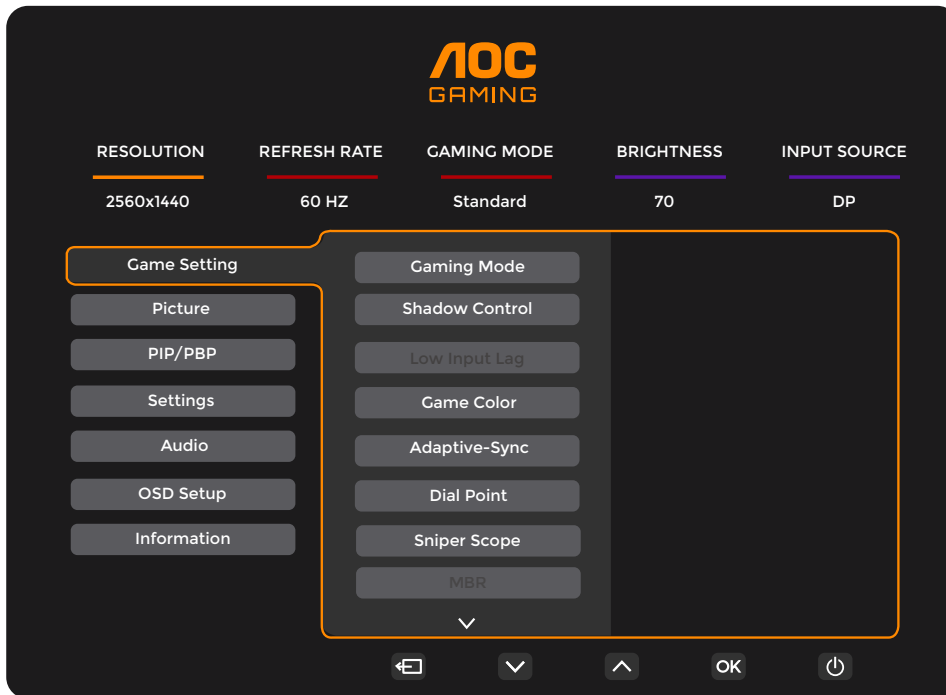 AOC
GAMING
RESOLUTION REFRESH RATE GAMING MODE BRIGHTNESS INPUT SOURCE
2560x1440 60 HZ Standard 70 DP
Game Setting
Picture
PIP/PBP
Settings
Audio
OSD Setup
Information
Gaming Mode
Shadow Control
Low Input Lag
Game Color
Adaptive-Sync
Dial Point
Sniper Scope
MBR
OK